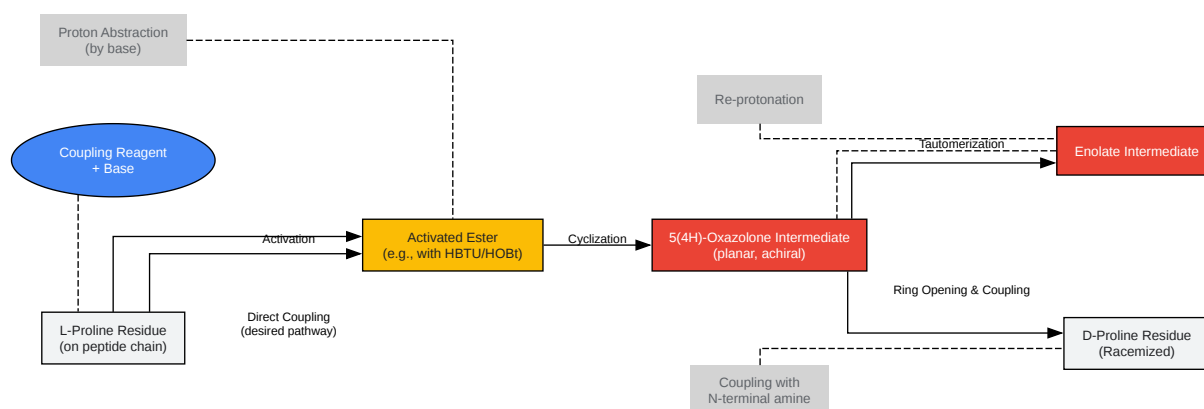 Proton Abstraction
(by base)
Re-protonation
Coupling Reagent
+ Base
Tautomerization
Enolate Intermediate
Activation
Activated Ester
(e.g., with HBTU/HOBt)
Cyclization
5(4H)-Oxazolone Intermediate
(planar, achiral)
Ring Opening & Coupling
L-Proline Residue
(on peptide chain)
Direct Coupling
(desired pathway)
D-Proline Residue
(Racemized)
Coupling with
N-terminal amine